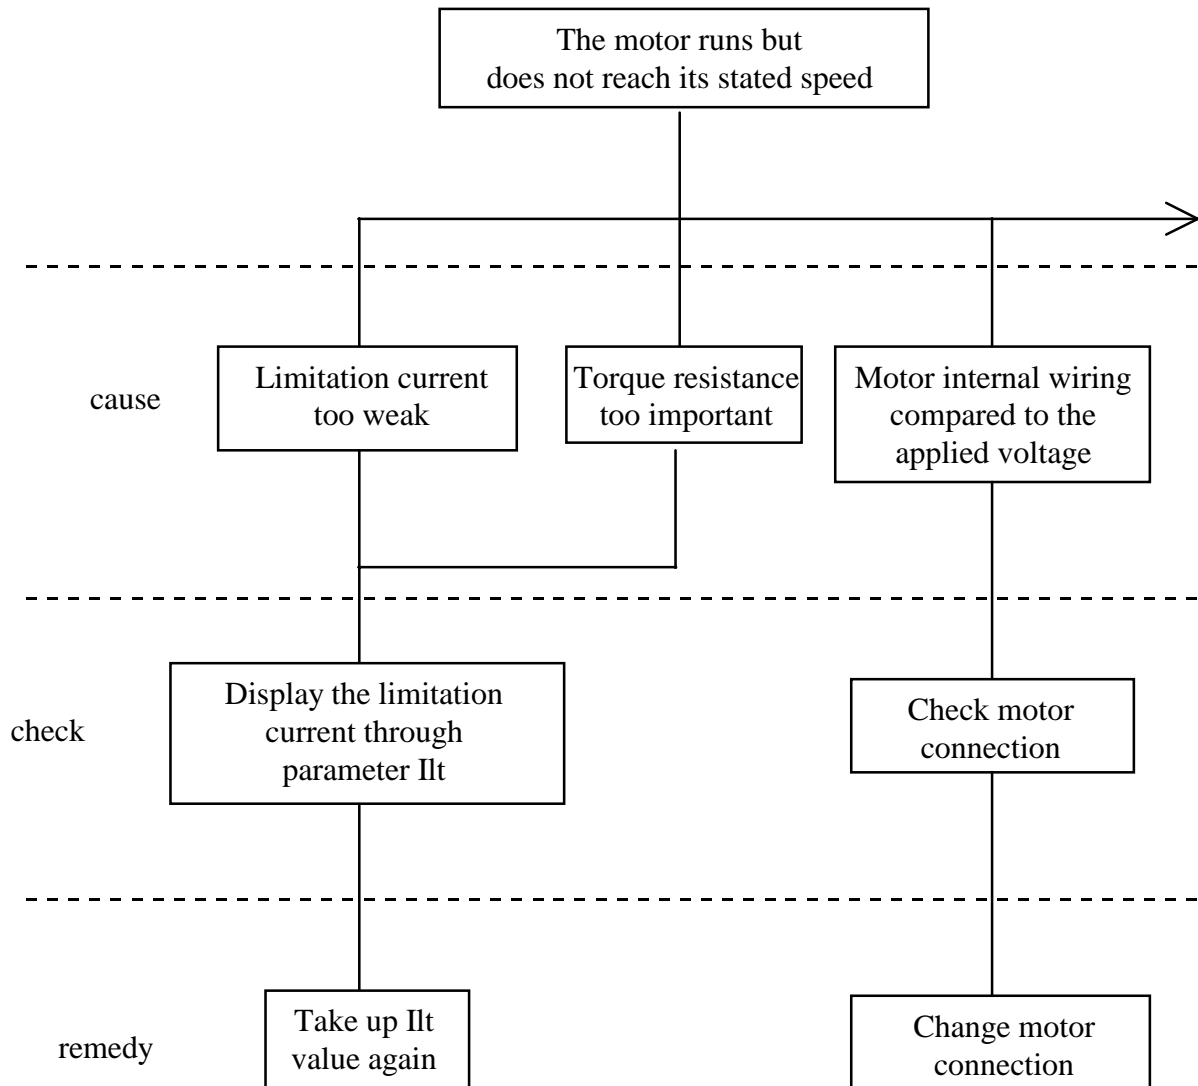 The motor runs but
does not reach its stated speed
cause
Limitation current
too weak
Torque resistance
too important
Motor internal wiring
compared to the
applied voltage
check
Display the limitation
current through
parameter Ilt
Check motor
connection
remedy
Take up Ilt
value again
Change motor
connection